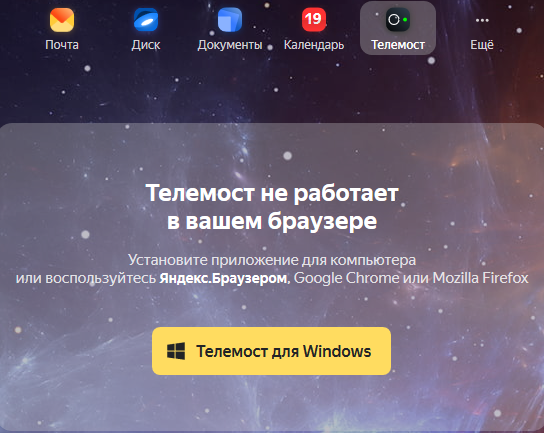 19
Почта Диск Документы Календарь Телемост Ещё
Телемост не работает
в вашем браузере
Установите приложение для компьютера
или воспользуйтесь Яндекс.Браузером, Google Chrome или Mozilla Firefox
Телемост для Windows